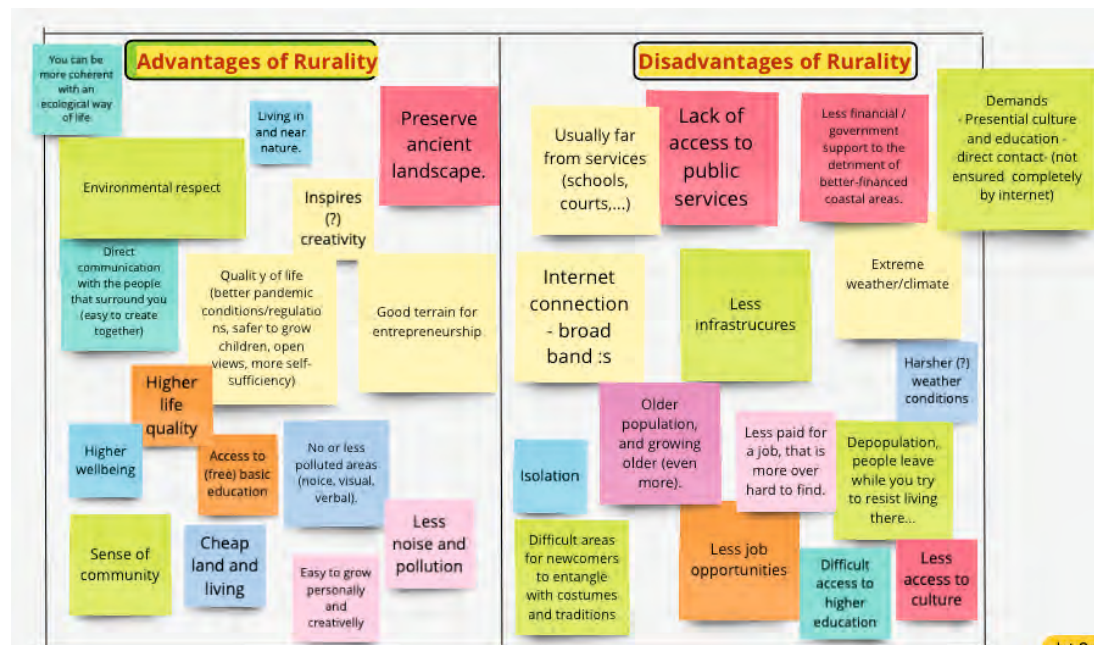 Advantages of Rurality
You can be
more coherent
with an
ecological way
of life
Living in
and near
nature.
Preserve
ancient
landscape.
Environmental respect
Inspires
(?)
creativity
Direct
communication
with the people
that surround you
(easy to create
together)
Quality of life
(better pandemic
conditions/regulatio
ns, safer to grow
children, open
views, more self-
sufficiency)
Good terrain for
entrepreneurship
Higher
life
quality
Higher
wellbeing
Access to
(free) basic
education
No or less
polluted areas
(noice, visual,
verbal).
Less
noise and
pollution
Sense of
community
Cheap
land and
living
Easy to grow
personally
and
creativelly
Disadvantages of Rurality
Usually far
from services
(schools,
courts,...)
Lack of
access to
public
services
Less financial /
government
support to the
detriment of
better-financed
coastal areas.
Demands
- Presential culture
and education -
direct contact- (not
ensured completely
by internet)
Internet
connection
- broad
band :s
Less
infrastrucures
Extreme
weather/climate
Harsher (?)
weather
conditions
Older
population,
and growing
older (even
more).
Less paid for
a job, that is
more over
hard to find.
Depopulation,
people leave
while you try
to resist living
there...
Isolation
Difficult areas
for newcomers
to entangle
with costumes
and traditions
Less job
opportunities
Difficult
access to
higher
education
Less
access to
culture